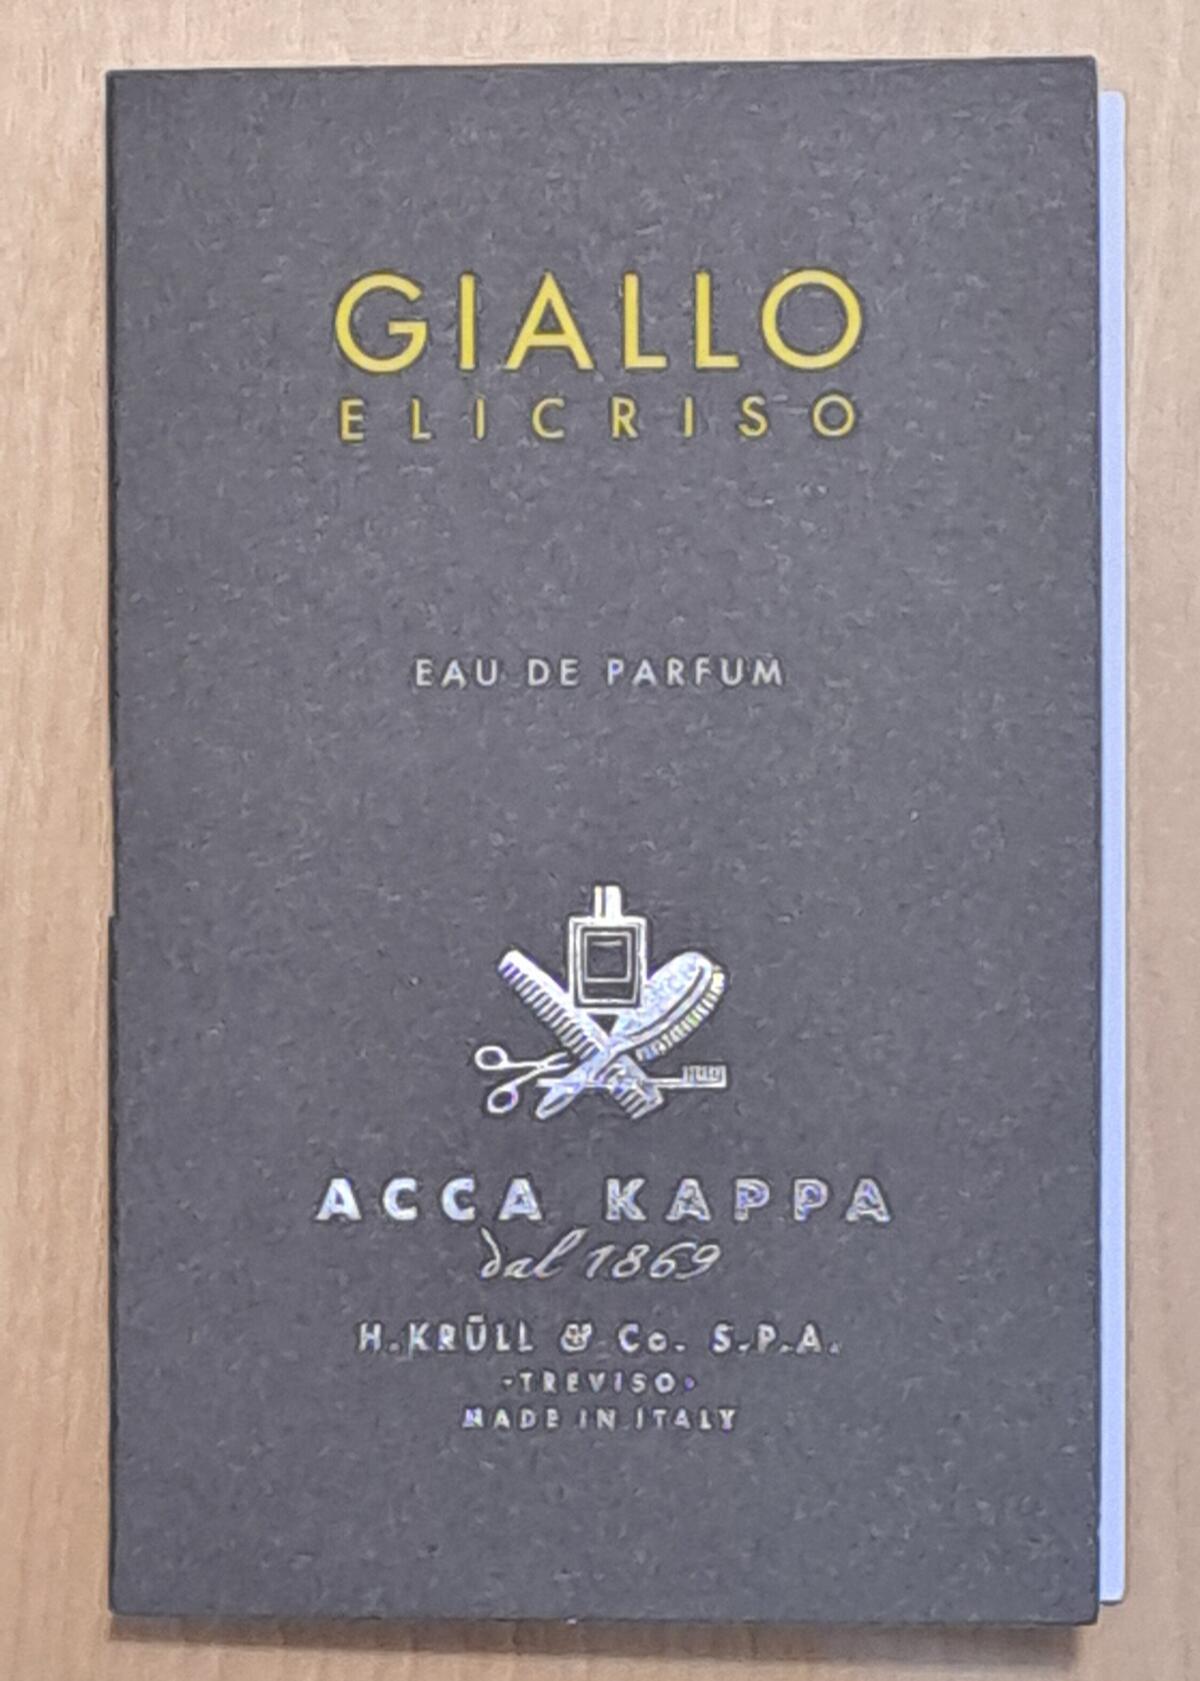 GIALLO
ELICRISO
EAU DE PARFUM
ACCA KAPPA
dal 1869
H.KRÜLL & Co. S.P.A.
·TREVISO·
MADE IN ITALY